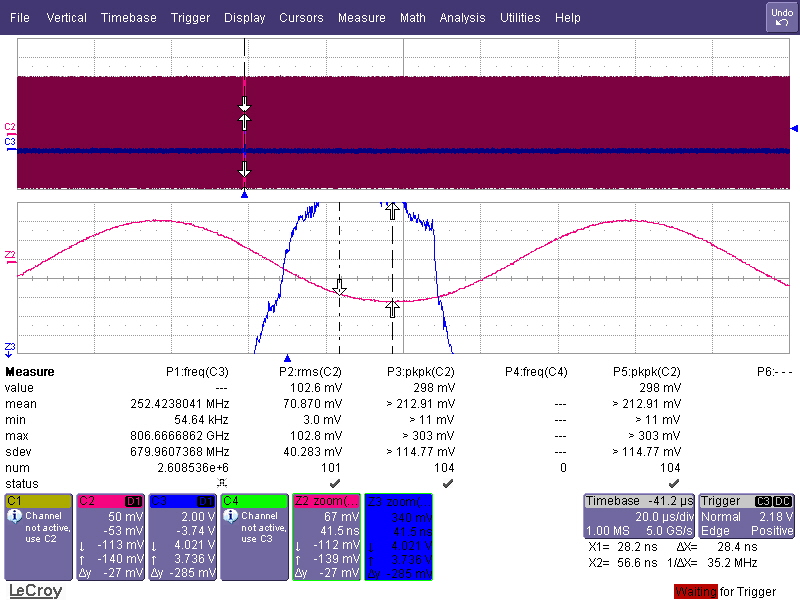 File Vertical Timebase Trigger Display Cursors Measure Math Analysis Utilities Help Undo
C2
C3
Z2
Z3
Measure P1:freq(C3) P2:rms(C2) P3:pkpk(C2) P4:freq(C4) P5:pkpk(C2) P6:- - -
value --- 102.6 mV 298 mV 298 mV
mean 252.4238041 MHz 70.870 mV > 212.91 mV --- > 212.91 mV
min 54.64 kHz 3.0 mV > 11 mV --- > 11 mV
max 806.6666862 GHz 102.8 mV > 303 mV --- > 303 mV
sdev 679.9607368 MHz 40.283 mV > 114.77 mV --- > 114.77 mV
num 2.608536e+6 101 104 0 104
status
C1 C2 D1 C3 D1 C4 Z2 zoom(... Z3 zoom(... Timebase -41.2 µs Trigger C3 DC
Channel 50 mV 2.00 V Channel 67 mV 340 mV 20.0 µs/div Normal 2.18 V
not active, -53 mV -3.74 V not active, 41.5 ns 41.5 ns 1.00 MS 5.0 GS/s Edge Positive
use C2 -113 mV 4.021 V use C3 -112 mV 4.021 V X1= 28.2 ns ΔX= 28.4 ns
-140 mV 3.736 V -139 mV 3.736 V X2= 56.6 ns 1/ΔX= 35.2 MHz
Δy -27 mV Δy -285 mV Δy -27 mV Δy -285 mV
LeCroy Waiting for Trigger